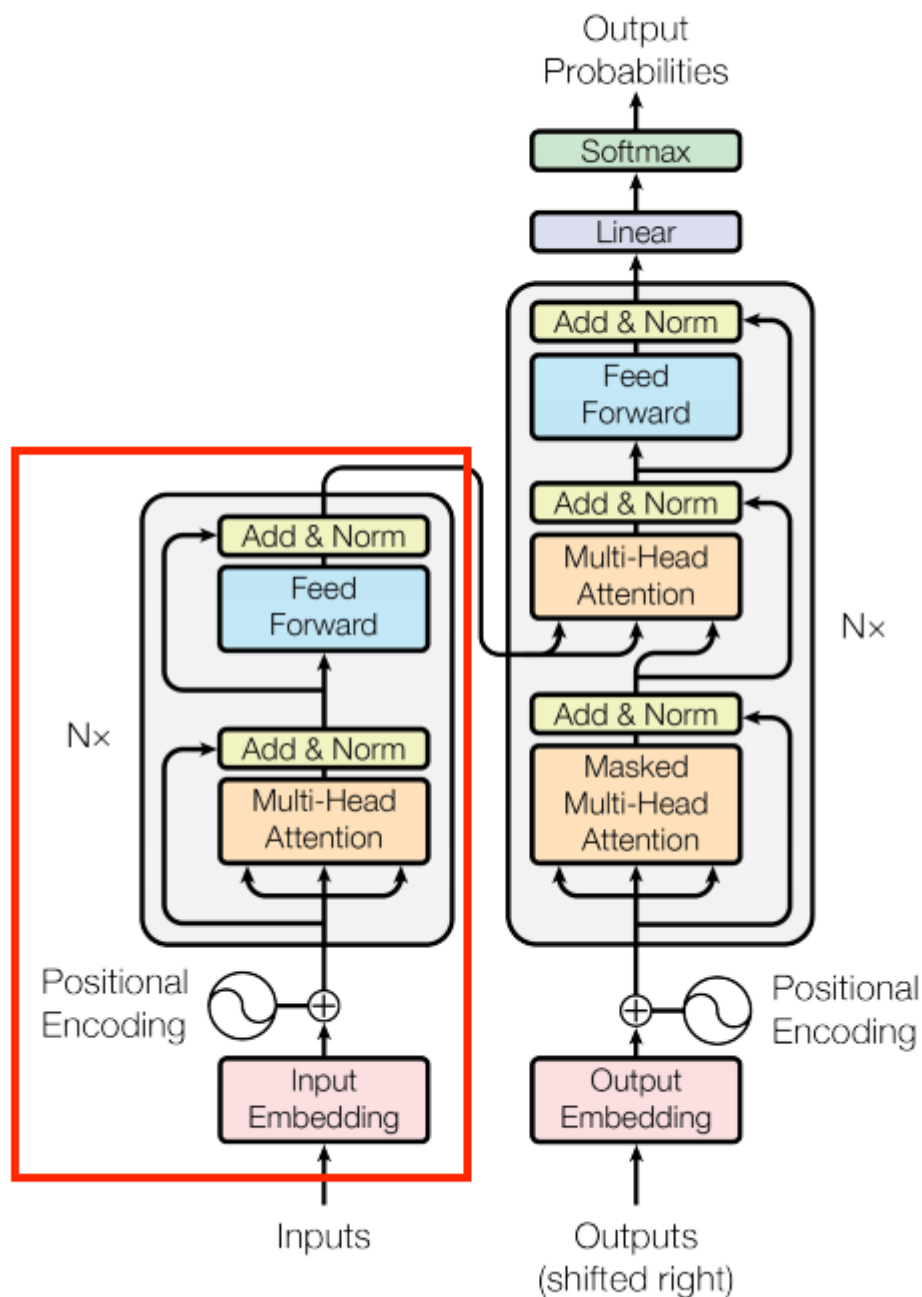 Output
Probabilities
Softmax
Linear
Add & Norm
Feed
Forward
Add & Norm
Multi-Head
Attention
Add & Norm
Masked
Multi-Head
Attention
N×
Add & Norm
Feed
Forward
Add & Norm
Multi-Head
Attention
N×
Positional
Encoding
Positional
Encoding
Input
Embedding
Output
Embedding
Inputs
Outputs
(shifted right)